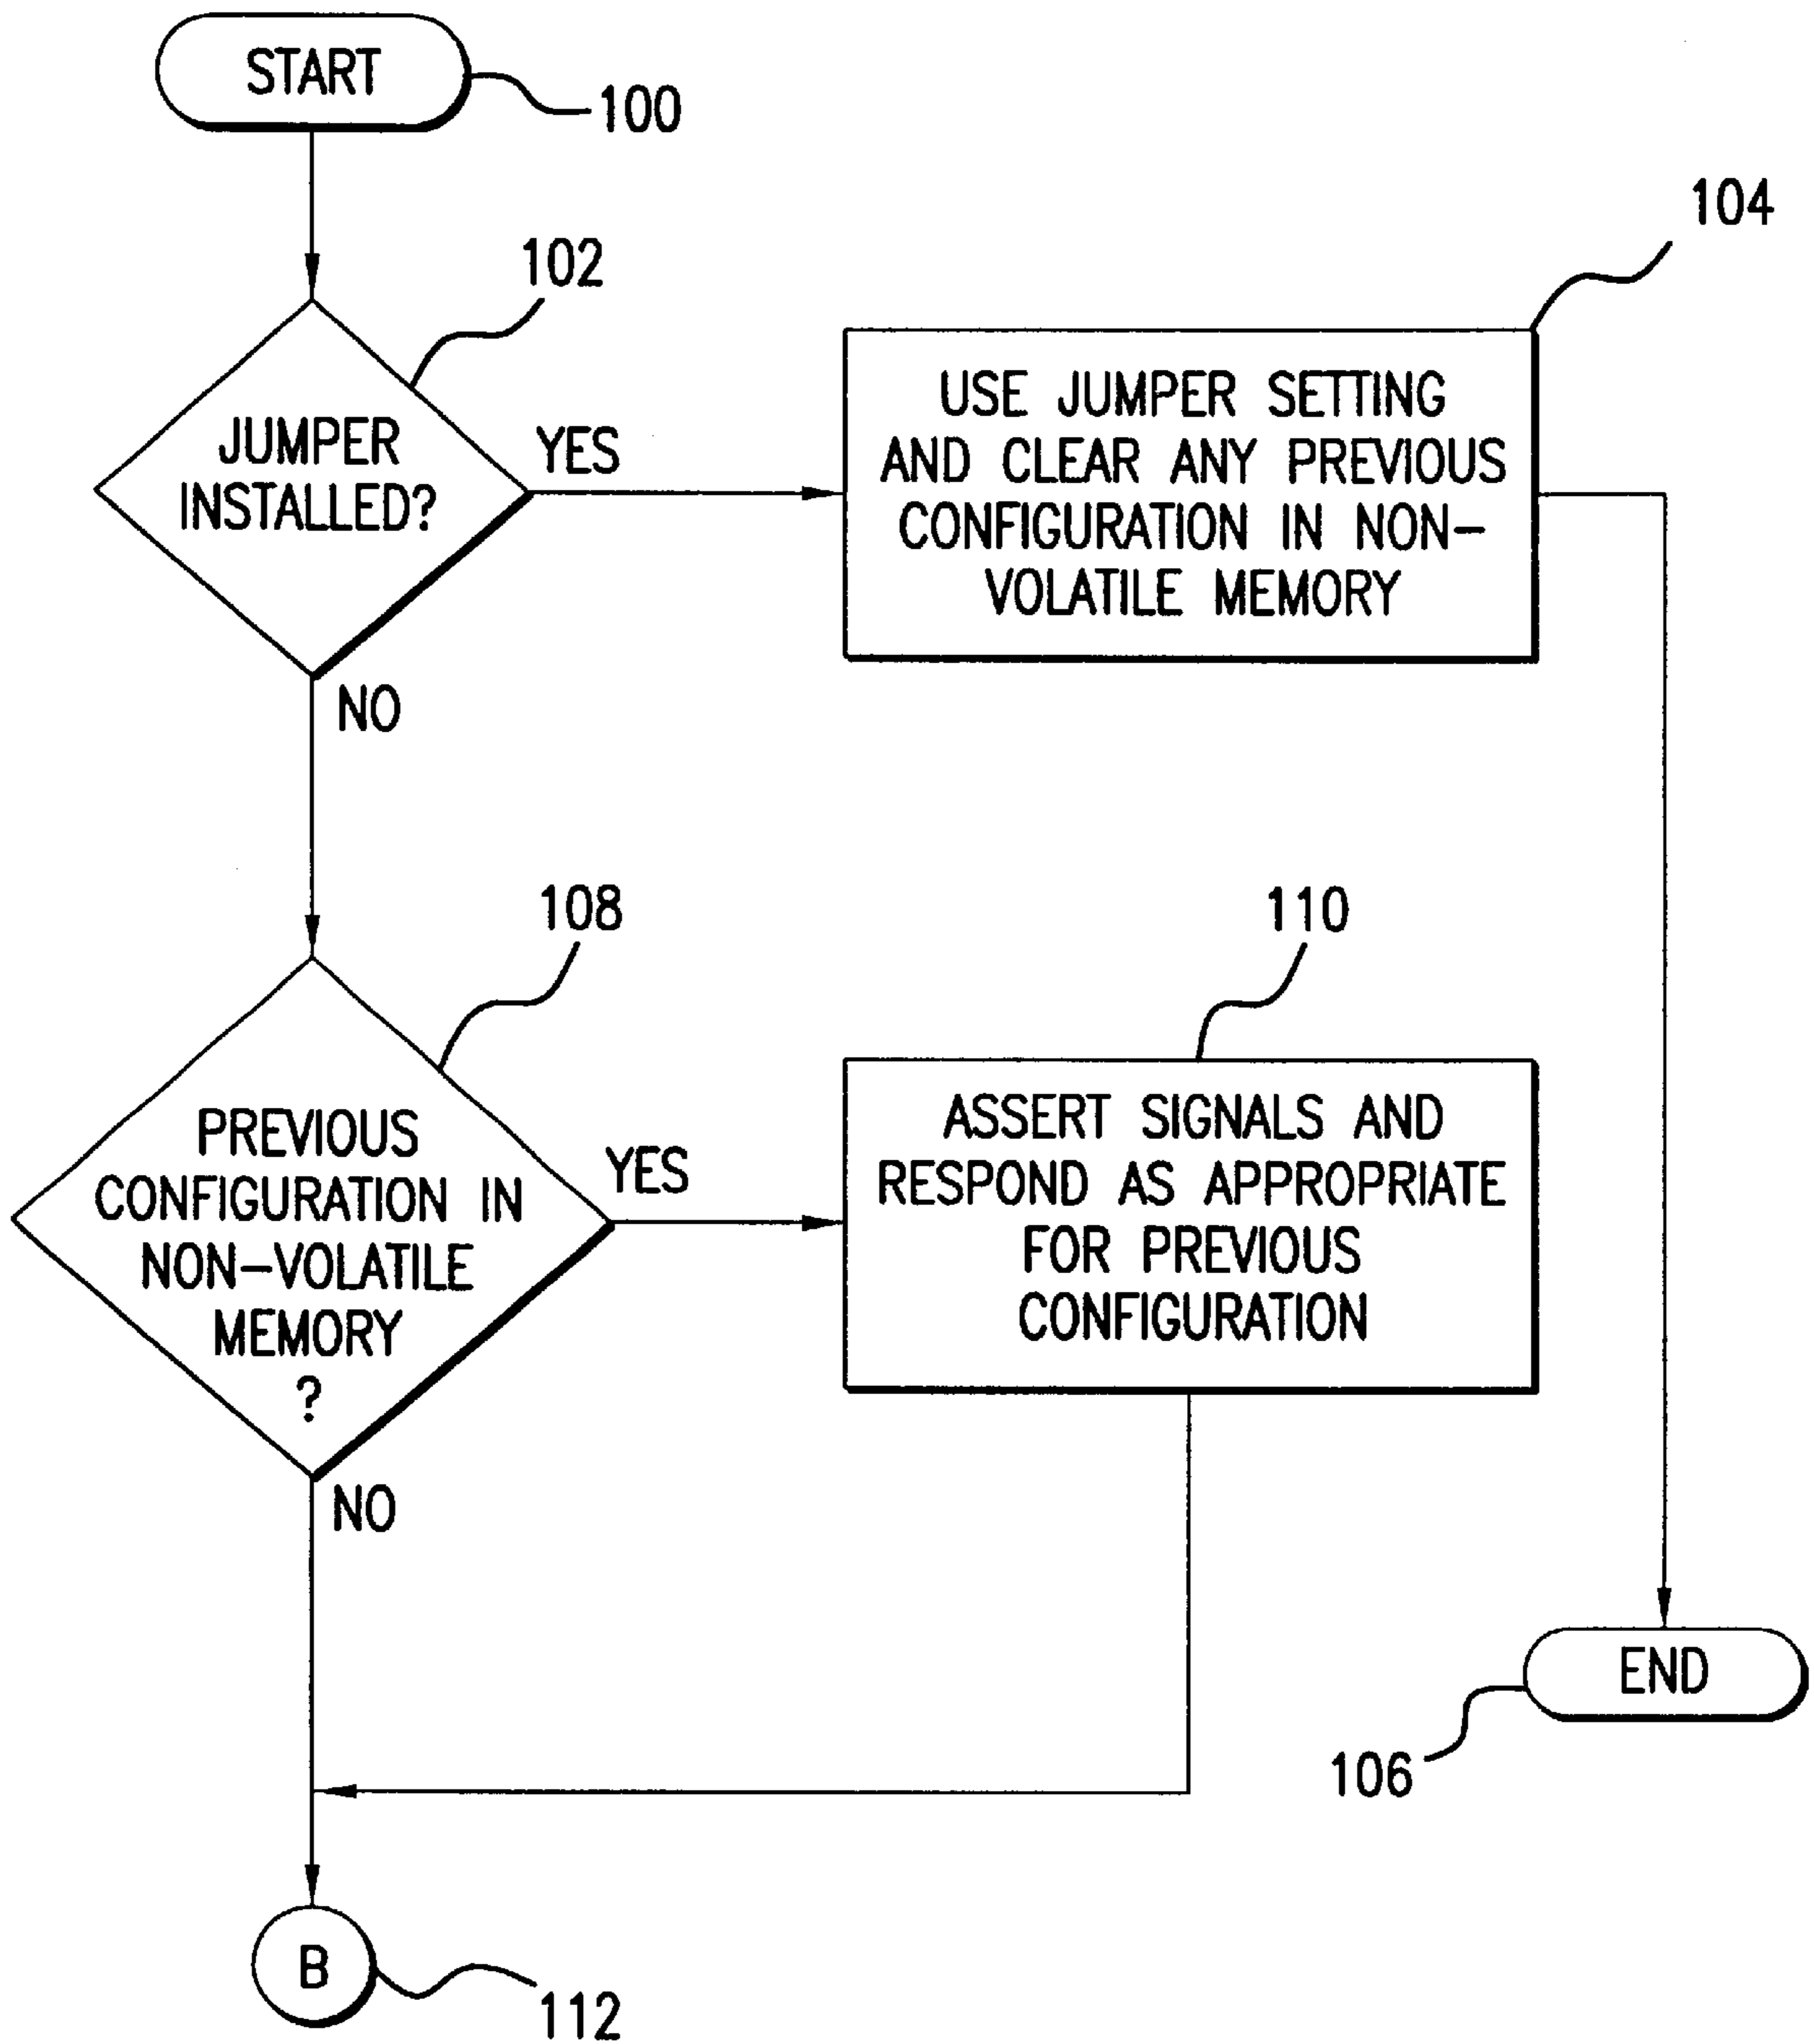 START
100
102
104
JUMPER
INSTALLED?
YES
USE JUMPER SETTING
AND CLEAR ANY PREVIOUS
CONFIGURATION IN NON-
VOLATILE MEMORY
NO
108
110
PREVIOUS
CONFIGURATION IN
NON-VOLATILE
MEMORY
?
YES
ASSERT SIGNALS AND
RESPOND AS APPROPRIATE
FOR PREVIOUS
CONFIGURATION
NO
END
106
B
112